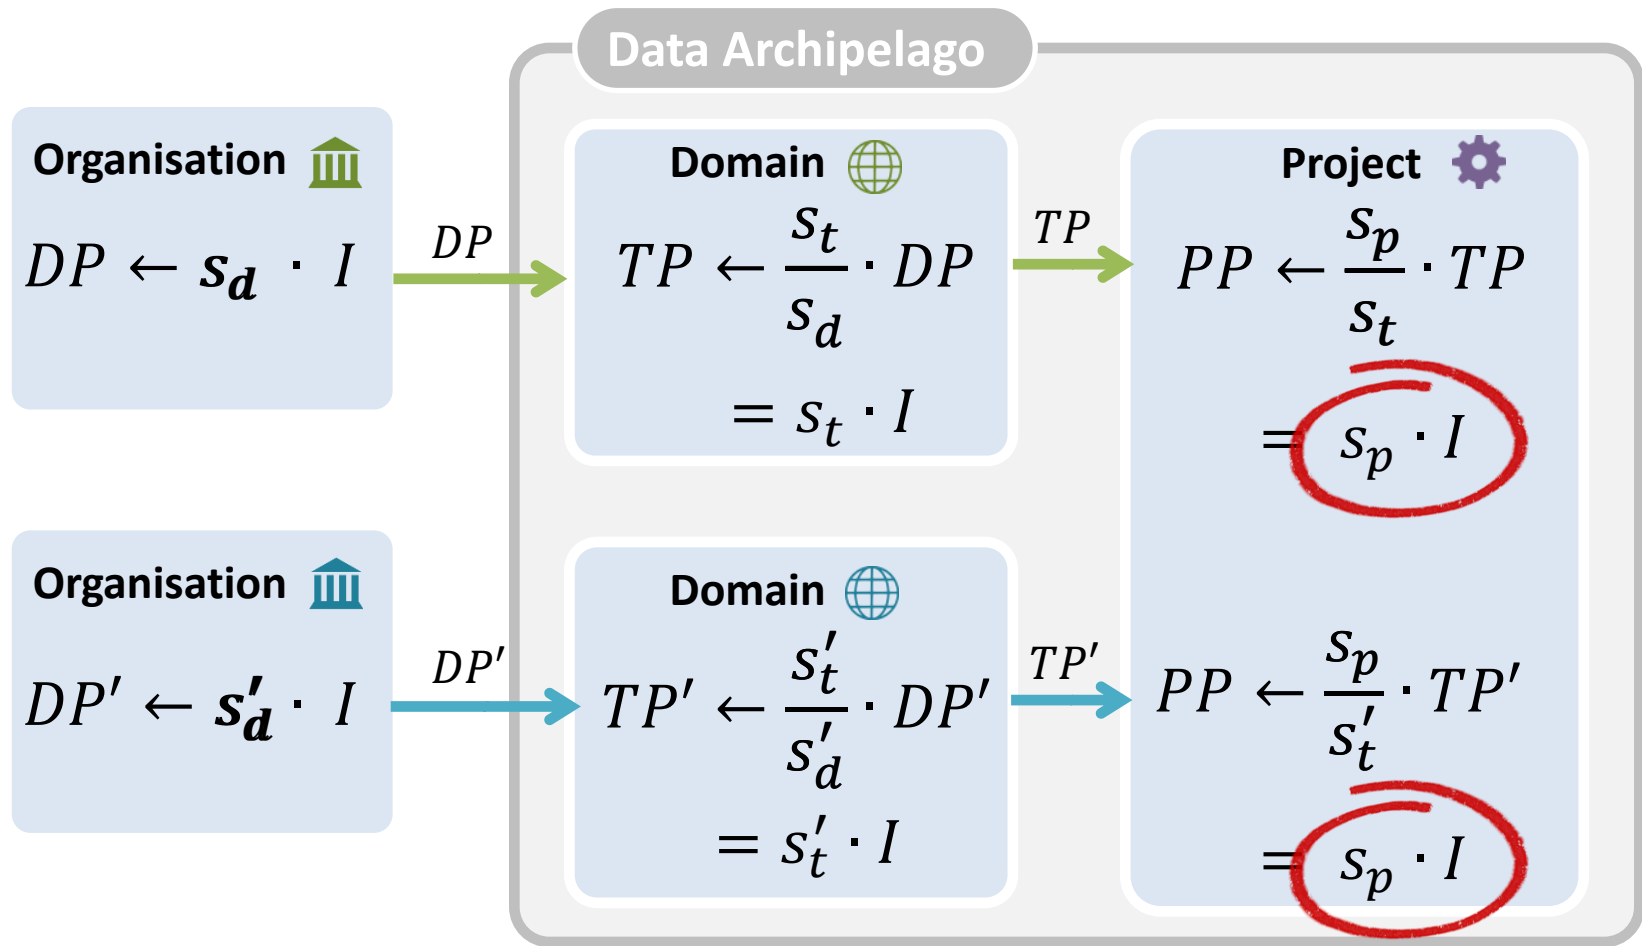 Data Archipelago
Organisation
DP ← s_d · I
DP
Domain
TP ← s_t/s_d · DP
= s_t · I
TP
Project
PP ← s_p/s_t · TP
= s_p · I
Organisation
DP′ ← s′_d · I
DP′
Domain
TP′ ← s′_t/s′_d · DP′
= s′_t · I
TP′
PP ← s_p/s′_t · TP′
= s_p · I